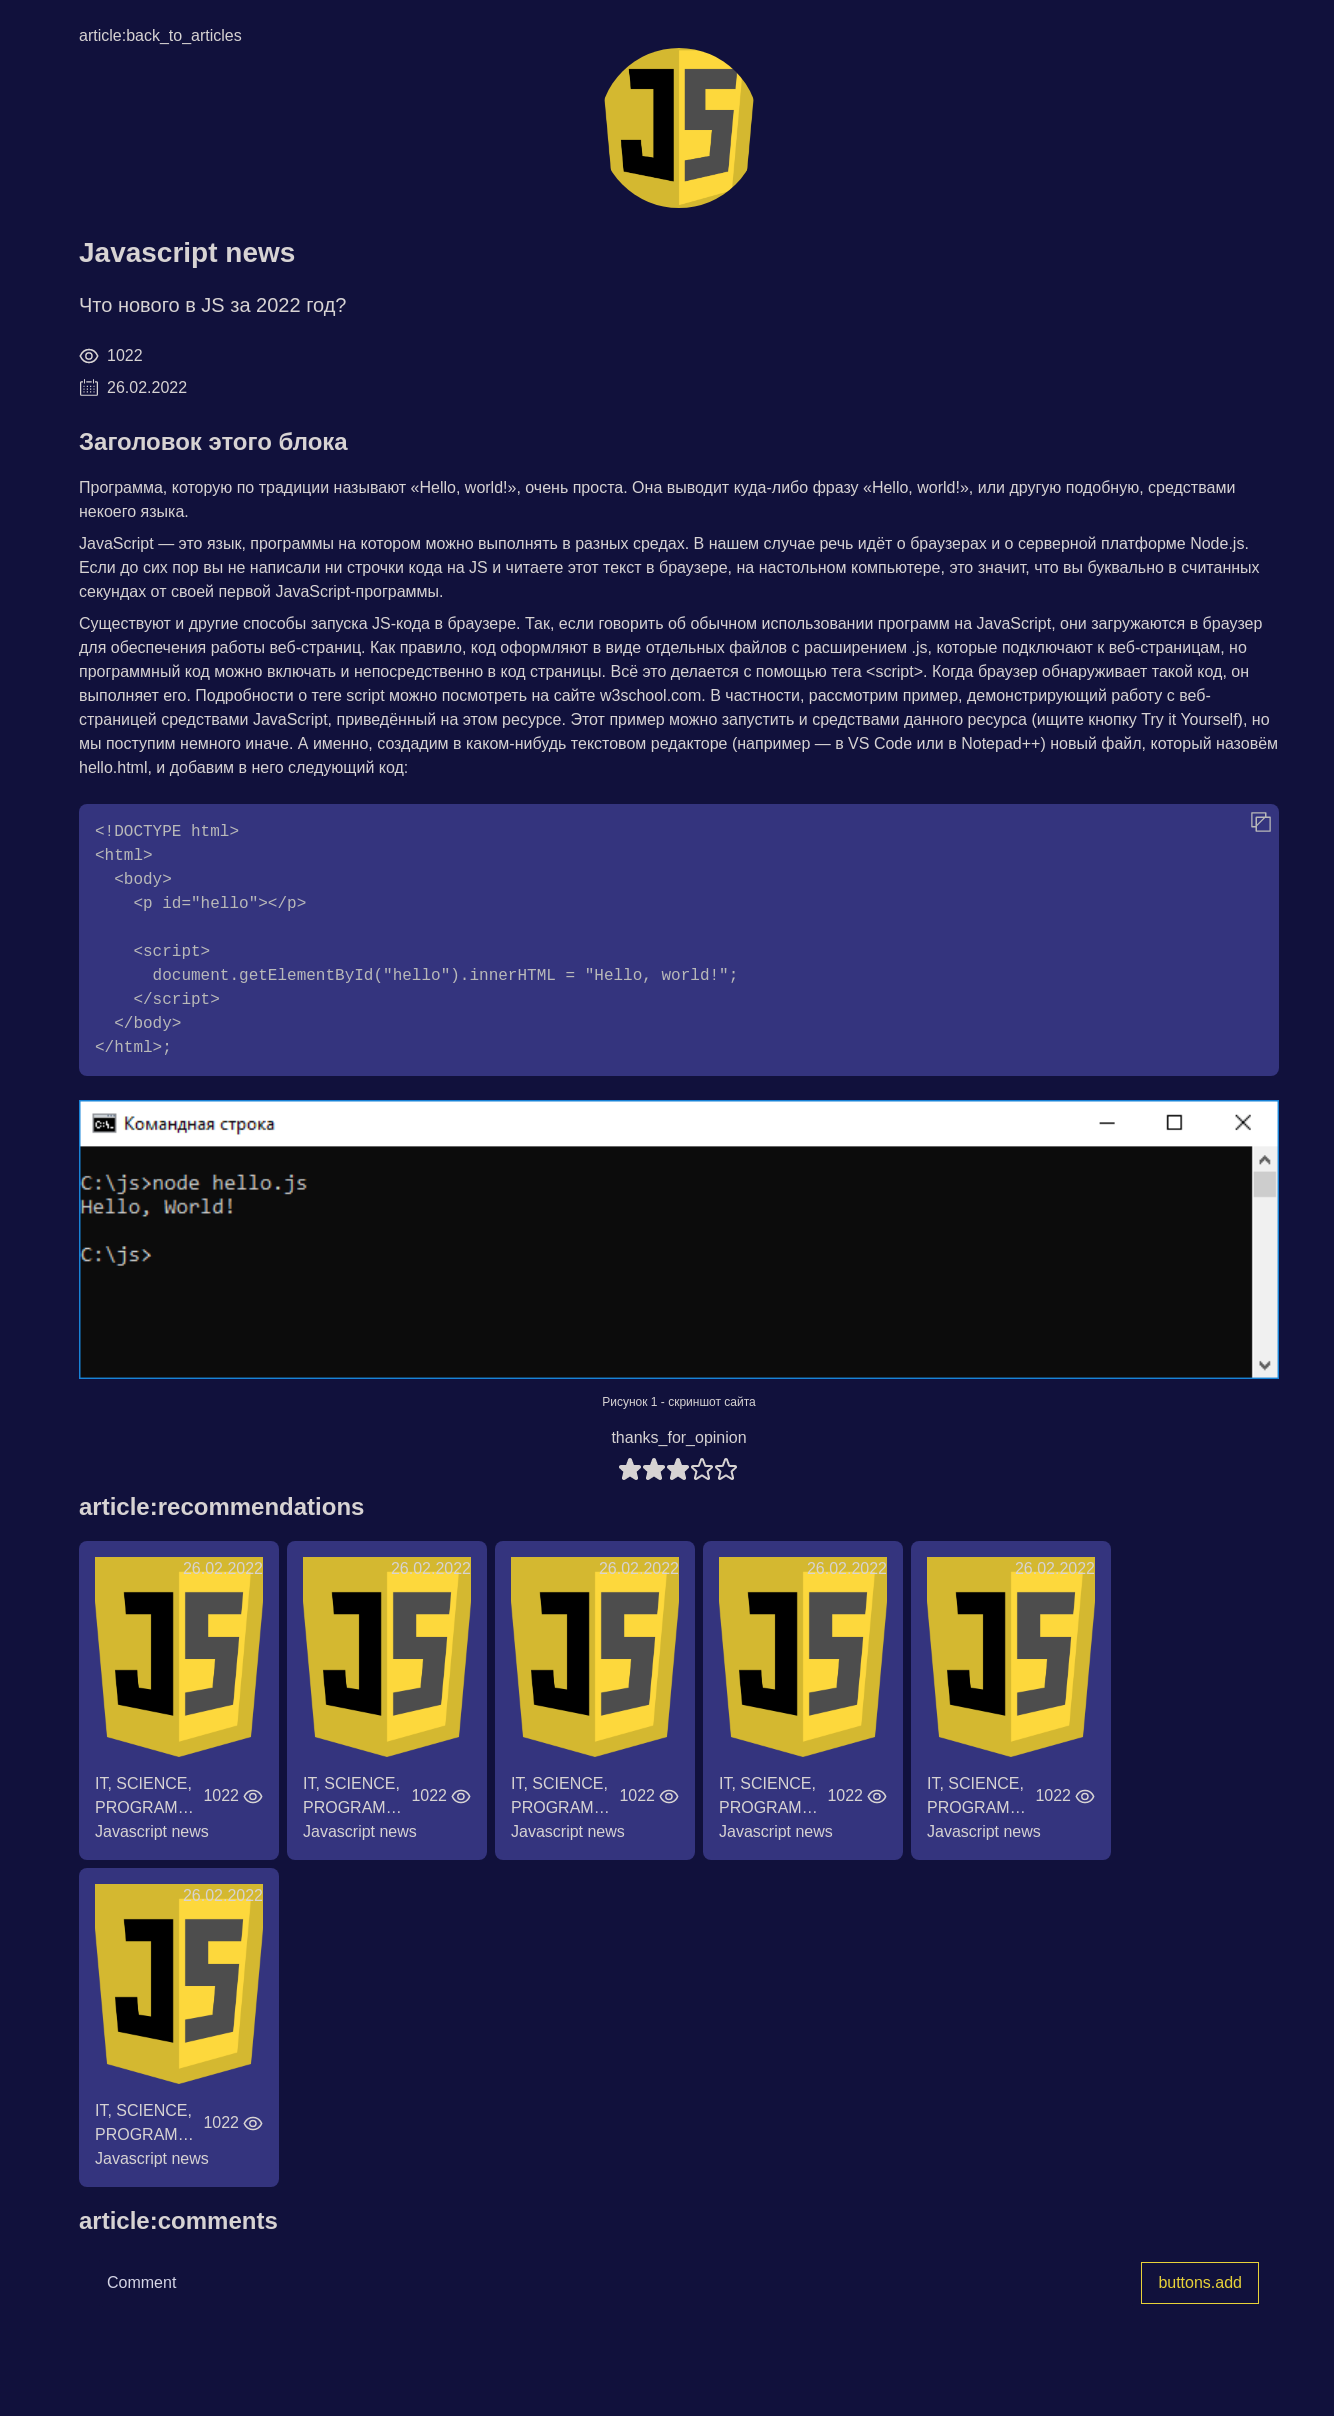 article:back_to_articles
JS
Javascript news
Что нового в JS за 2022 год?
1022
26.02.2022
Заголовок этого блока
Программа, которую по традиции называют «Hello, world!», очень проста. Она выводит куда-либо фразу «Hello, world!», или другую подобную, средствами
некоего языка.
JavaScript — это язык, программы на котором можно выполнять в разных средах. В нашем случае речь идёт о браузерах и о серверной платформе Node.js.
Если до сих пор вы не написали ни строчки кода на JS и читаете этот текст в браузере, на настольном компьютере, это значит, что вы буквально в считанных
секундах от своей первой JavaScript-программы.
Существуют и другие способы запуска JS-кода в браузере. Так, если говорить об обычном использовании программ на JavaScript, они загружаются в браузер
для обеспечения работы веб-страниц. Как правило, код оформляют в виде отдельных файлов с расширением .js, которые подключают к веб-страницам, но
программный код можно включать и непосредственно в код страницы. Всё это делается с помощью тега <script>. Когда браузер обнаруживает такой код, он
выполняет его. Подробности о теге script можно посмотреть на сайте w3school.com. В частности, рассмотрим пример, демонстрирующий работу с веб-
страницей средствами JavaScript, приведённый на этом ресурсе. Этот пример можно запустить и средствами данного ресурса (ищите кнопку Try it Yourself), но
мы поступим немного иначе. А именно, создадим в каком-нибудь текстовом редакторе (например — в VS Code или в Notepad++) новый файл, который назовём
hello.html, и добавим в него следующий код:
<!DOCTYPE html>
<html>
<body>
<p id="hello"></p>
<script>
document.getElementById("hello").innerHTML = "Hello, world!";
</script>
</body>
</html>;
Командная строка
C:\js>node hello.js
Hello, World!
C:\js>
Рисунок 1 - скриншот сайта
thanks_for_opinion
article:recommendations
26.02.2022 26.02.2022 26.02.2022 26.02.2022 26.02.2022
JS JS JS JS JS
IT, SCIENCE, 1022 IT, SCIENCE, 1022 IT, SCIENCE, 1022 IT, SCIENCE, 1022 IT, SCIENCE, 1022
PROGRAM… PROGRAM… PROGRAM… PROGRAM… PROGRAM…
Javascript news Javascript news Javascript news Javascript news Javascript news
26.02.2022
JS
IT, SCIENCE, 1022
PROGRAM…
Javascript news
article:comments
Comment buttons.add